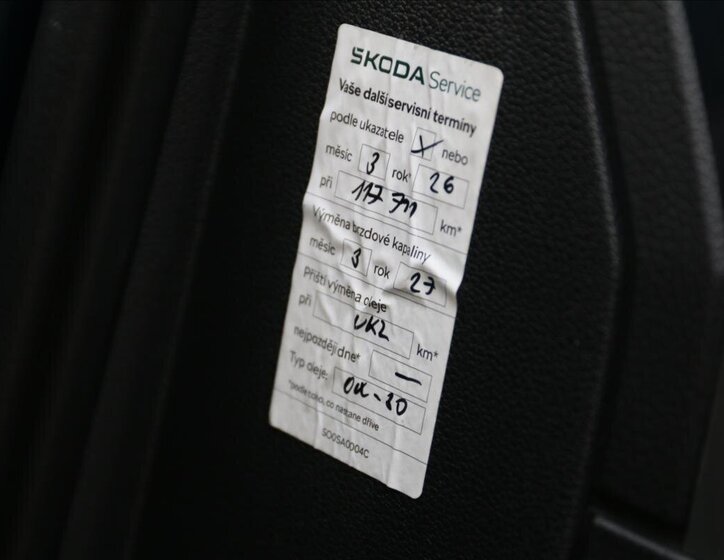 ŠKODA Service
Vaše další servisní termíny
podle ukazatele X nebo
měsíc 3 rok* 26
při 117 711 km*
Výměna brzdové kapaliny
měsíc 3 rok 27
Příští výměna oleje
při UKZ km*
nejpozději dne* —
Typ oleje: 0W-20
*podle toho, co nastane dříve
S00SA0004C